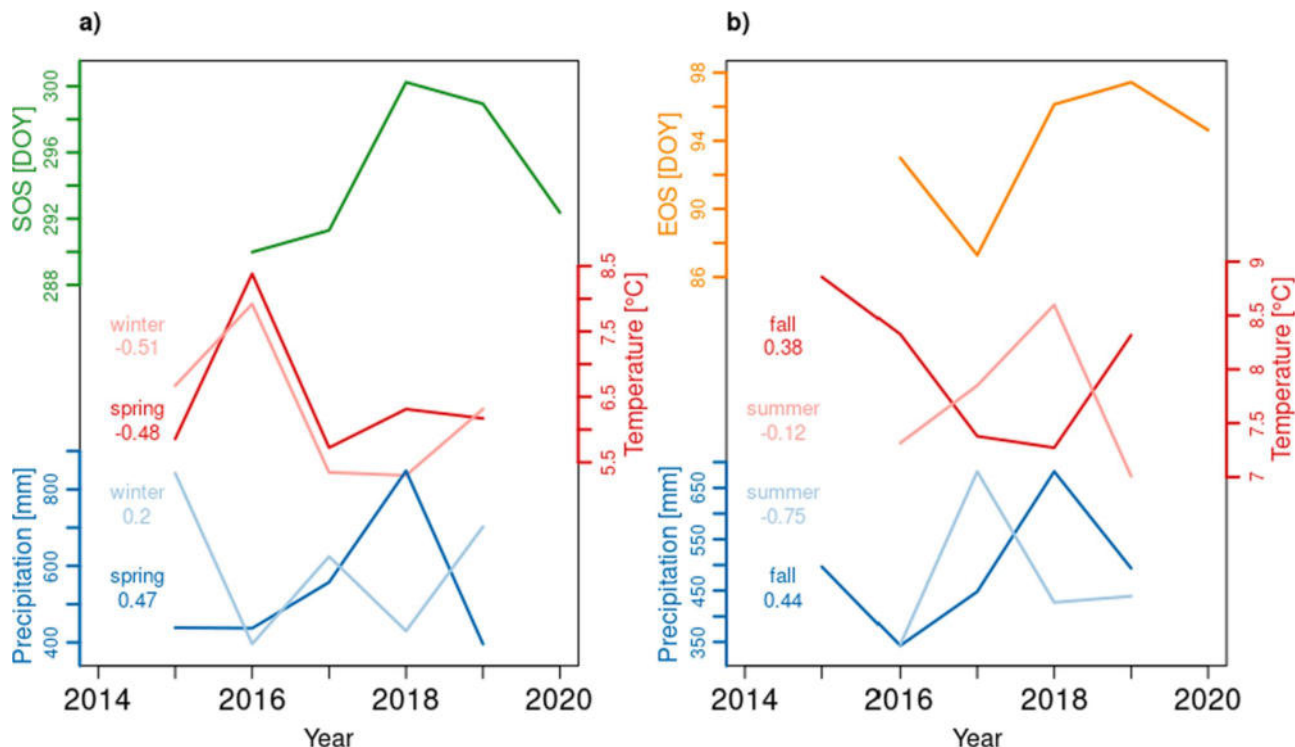 a)
SOS [DOY]
300
296
292
288
8.5
7.5
6.5
5.5
Temperature [°C]
winter
-0.51
spring
-0.48
Precipitation [mm]
800
600
400
winter
0.2
spring
0.47
2014
2016
2018
2020
Year
b)
EOS [DOY]
98
94
90
86
9
8.5
8
7.5
7
Temperature [°C]
fall
0.38
summer
-0.12
Precipitation [mm]
650
550
450
350
summer
-0.75
fall
0.44
2014
2016
2018
2020
Year